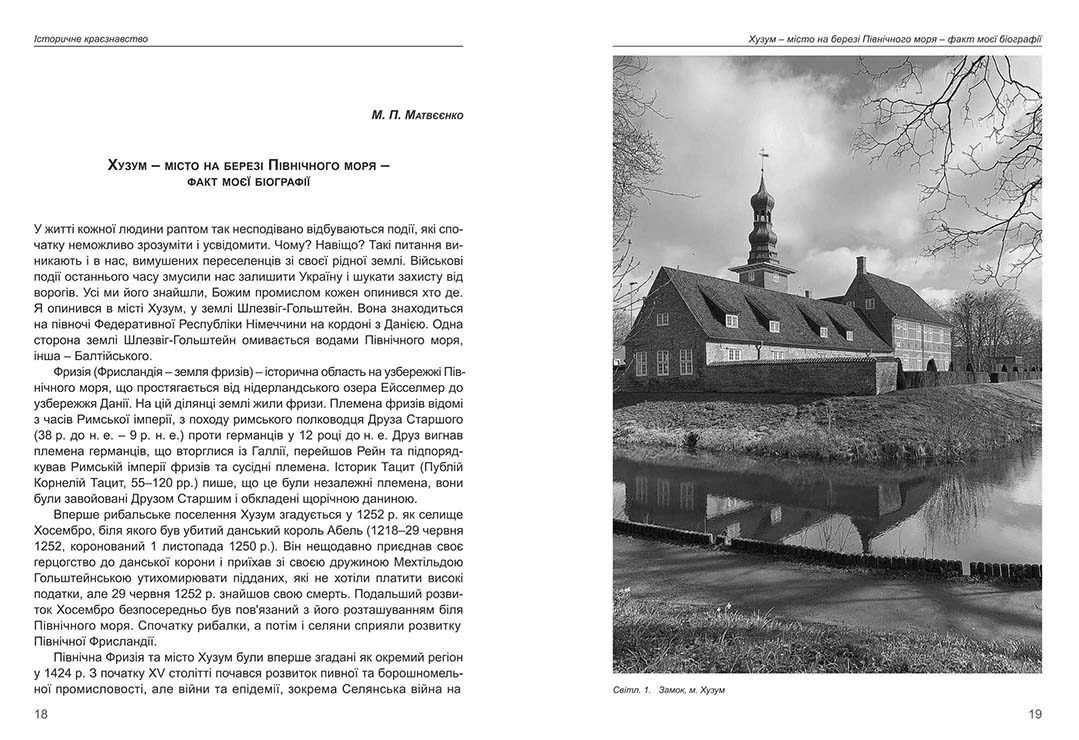 Історичне краєзнавство
М. П. Матвєєнко
Хузум – місто на березі Північного моря –
факт моєї біографії
У житті кожної людини раптом так несподівано відбуваються події, які спо-
чатку неможливо зрозуміти і усвідомити. Чому? Навіщо? Такі питання ви-
никають і в нас, вимушених переселенців зі своєї рідної землі. Військові
події останнього часу змусили нас залишити Україну і шукати захисту від
ворогів. Усі ми його знайшли, Божим промислом кожен опинився хто де.
Я опинився в місті Хузум, у землі Шлезвіг-Гольштейн. Вона знаходиться
на півночі Федеративної Республіки Німеччини на кордоні з Данією. Одна
сторона землі Шлезвіг-Гольштейн омивається водами Північного моря,
інша – Балтійського.
Фризія (Фрисландія – земля фризів) – історична область на узбережжі Пів-
нічного моря, що простягається від нідерландського озера Ейсселмер до
узбережжя Данії. На цій ділянці землі жили фризи. Племена фризів відомі
з часів Римської імперії, з походу римського полководця Друза Старшого
(38 р. до н. е. – 9 р. н. е.) проти германців у 12 році до н. е. Друз вигнав
племена германців, що вторглися із Галлії, перейшов Рейн та підпоряд-
кував Римській імперії фризів та сусідні племена. Історик Тацит (Публій
Корнелій Тацит, 55–120 рр.) пише, що це були незалежні племена, вони
були завойовані Друзом Старшим і обкладені щорічною даниною.
Вперше рибальське поселення Хузум згадується у 1252 р. як селище
Хосембро, біля якого був убитий данський король Абель (1218–29 червня
1252, коронований 1 листопада 1250 р.). Він нещодавно приєднав своє
герцогство до данської корони і приїхав зі своєю дружиною Мехтільдою
Гольштейнською утихомирювати підданих, які не хотіли платити високі
податки, але 29 червня 1252 р. знайшов свою смерть. Подальший розви-
ток Хосембро безпосередньо був пов'язаний з його розташуванням біля
Північного моря. Спочатку рибалки, а потім і селяни сприяли розвитку
Північної Фрисландії.
Північна Фризія та місто Хузум були вперше згадані як окремий регіон
у 1424 р. З початку XV століття почався розвиток пивної та борошномель-
ної промисловості, але війни та епідемії, зокрема Селянська війна на
18
Хузум – місто на березі Північного моря – факт моєї біографії
Світл. 1. Замок, м. Хузум
19